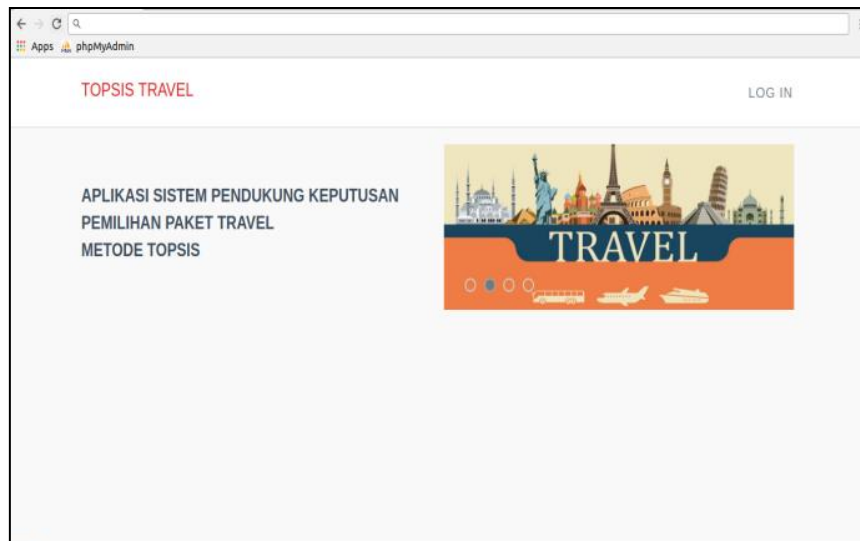 Apps phpMyAdmin
TOPSIS TRAVEL
LOG IN
APLIKASI SISTEM PENDUKUNG KEPUTUSAN
PEMILIHAN PAKET TRAVEL
METODE TOPSIS
TRAVEL